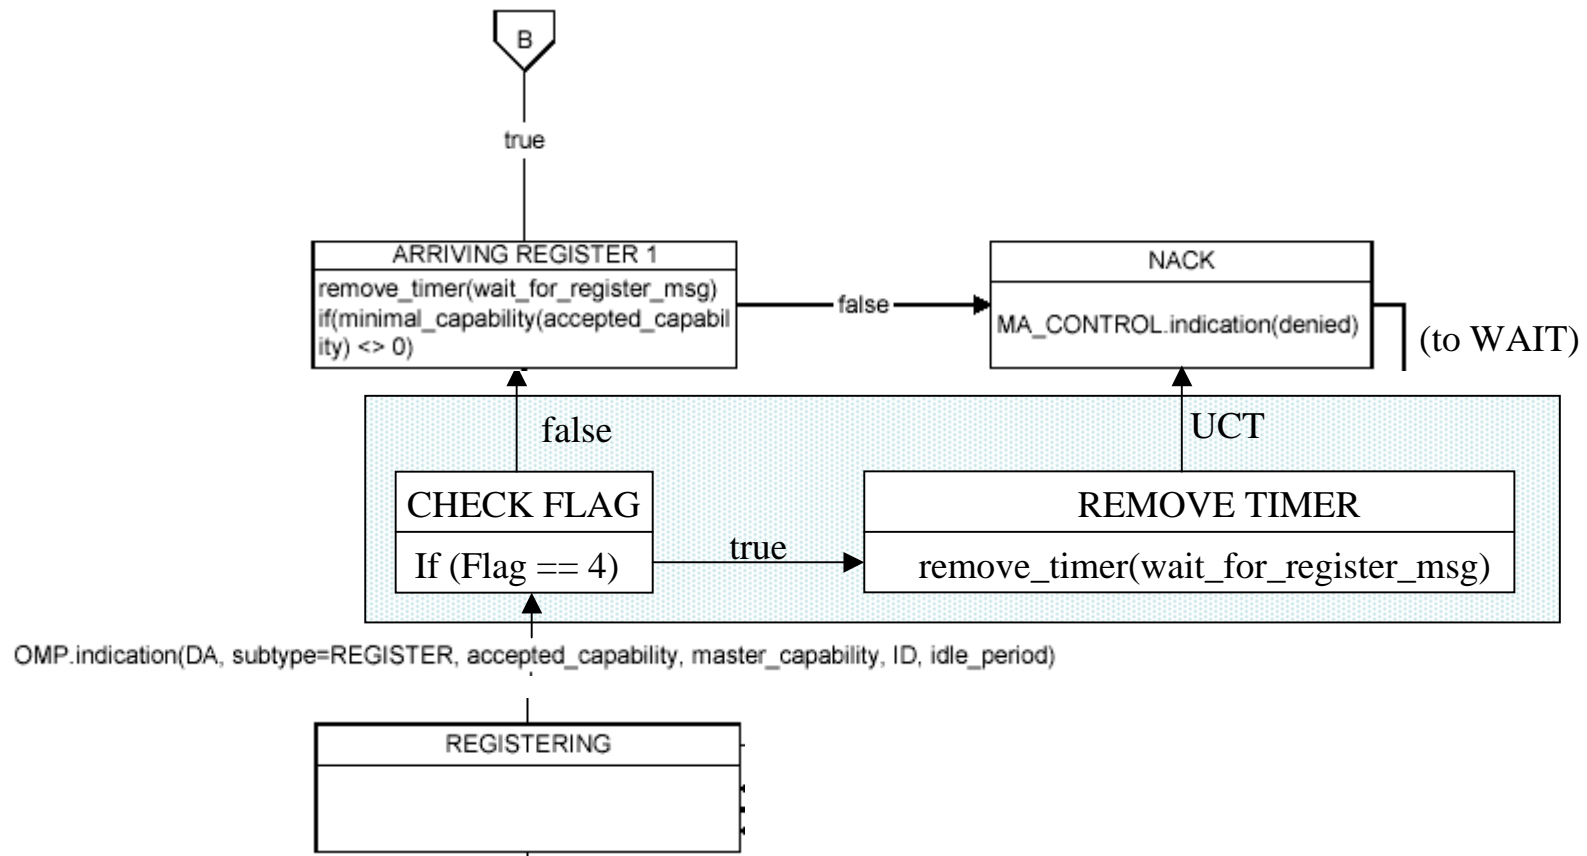 B
true
ARRIVING REGISTER 1
remove_timer(wait_for_register_msg)
if(minimal_capability(accepted_capabil
ity) <> 0)
false
NACK
MA_CONTROL.indication(denied)
(to WAIT)
false
UCT
CHECK FLAG
If (Flag == 4)
true
REMOVE TIMER
remove_timer(wait_for_register_msg)
OMP.indication(DA, subtype=REGISTER, accepted_capability, master_capability, ID, idle_period)
REGISTERING